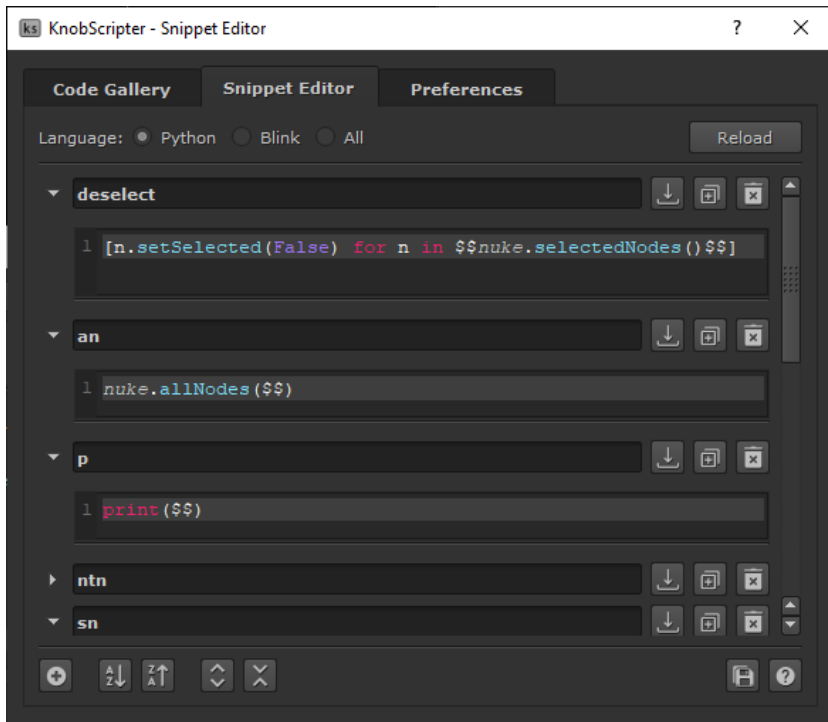 ks KnobScripter - Snippet Editor ?
Code Gallery Snippet Editor Preferences
Language: Python Blink All Reload
deselect
1 [n.setSelected(False) for n in $$nuke.selectedNodes()$$]
an
1 nuke.allNodes($$)
p
1 print($$)
ntn
sn
A Z Z A ?